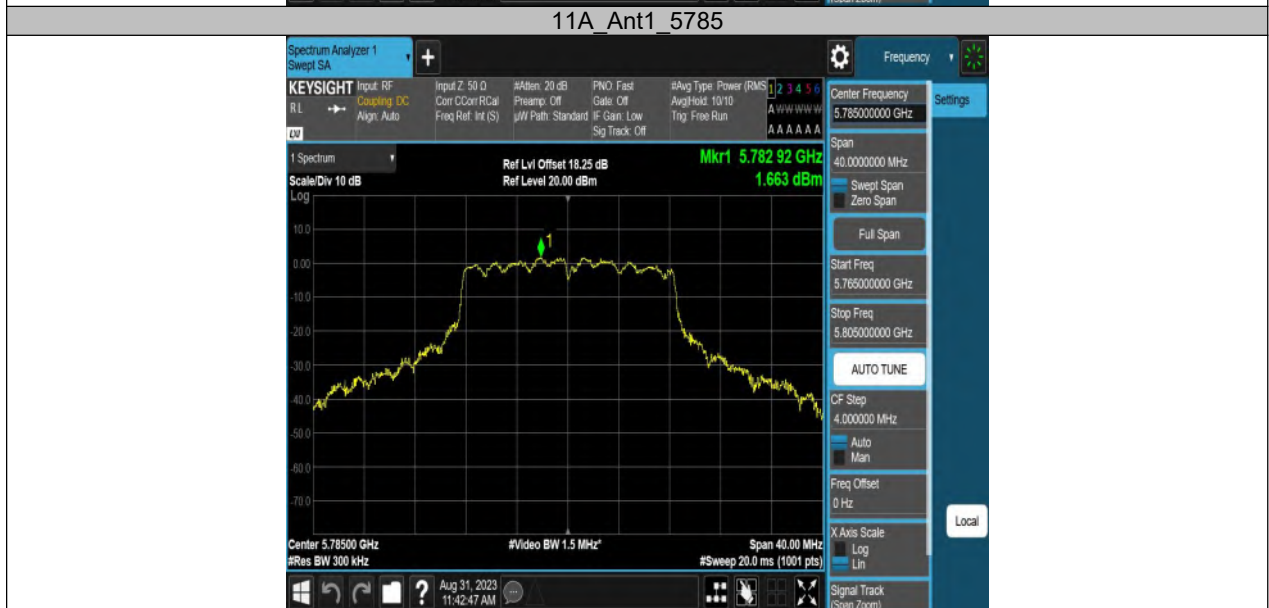 (Span Zoom)
11A_Ant1_5785
Spectrum Analyzer 1
Swept SA
+
Frequency
KEYSIGHT Input: RF
RL
Coupling: DC
Align: Auto
Input Z: 50 Ω
Corr CCorr RCal
Freq Ref: Int (S)
#Atten: 20 dB
Preamp: Off
µW Path: Standard
PNO: Fast
Gate: Off
IF Gain: Low
Sig Track: Off
#Avg Type: Power (RMS
Avg|Hold: 10/10
Trig: Free Run
1 2 3 4 5 6
A W W W W W
A A A A A A
LXI
1 Spectrum
Scale/Div 10 dB
Ref Lvl Offset 18.25 dB
Ref Level 20.00 dBm
Mkr1 5.782 92 GHz
1.663 dBm
Log
10.0
0.00
-10.0
-20.0
-30.0
-40.0
-50.0
-60.0
-70.0
1
Center 5.78500 GHz
#Res BW 300 kHz
#Video BW 1.5 MHz*
Span 40.00 MHz
#Sweep 20.0 ms (1001 pts)
Center Frequency
5.785000000 GHz
Settings
Span
40.0000000 MHz
Swept Span
Zero Span
Full Span
Start Freq
5.765000000 GHz
Stop Freq
5.805000000 GHz
AUTO TUNE
CF Step
4.000000 MHz
Auto
Man
Freq Offset
0 Hz
Local
X Axis Scale
Log
Lin
Signal Track
(Span Zoom)
?
Aug 31, 2023
11:42:47 AM